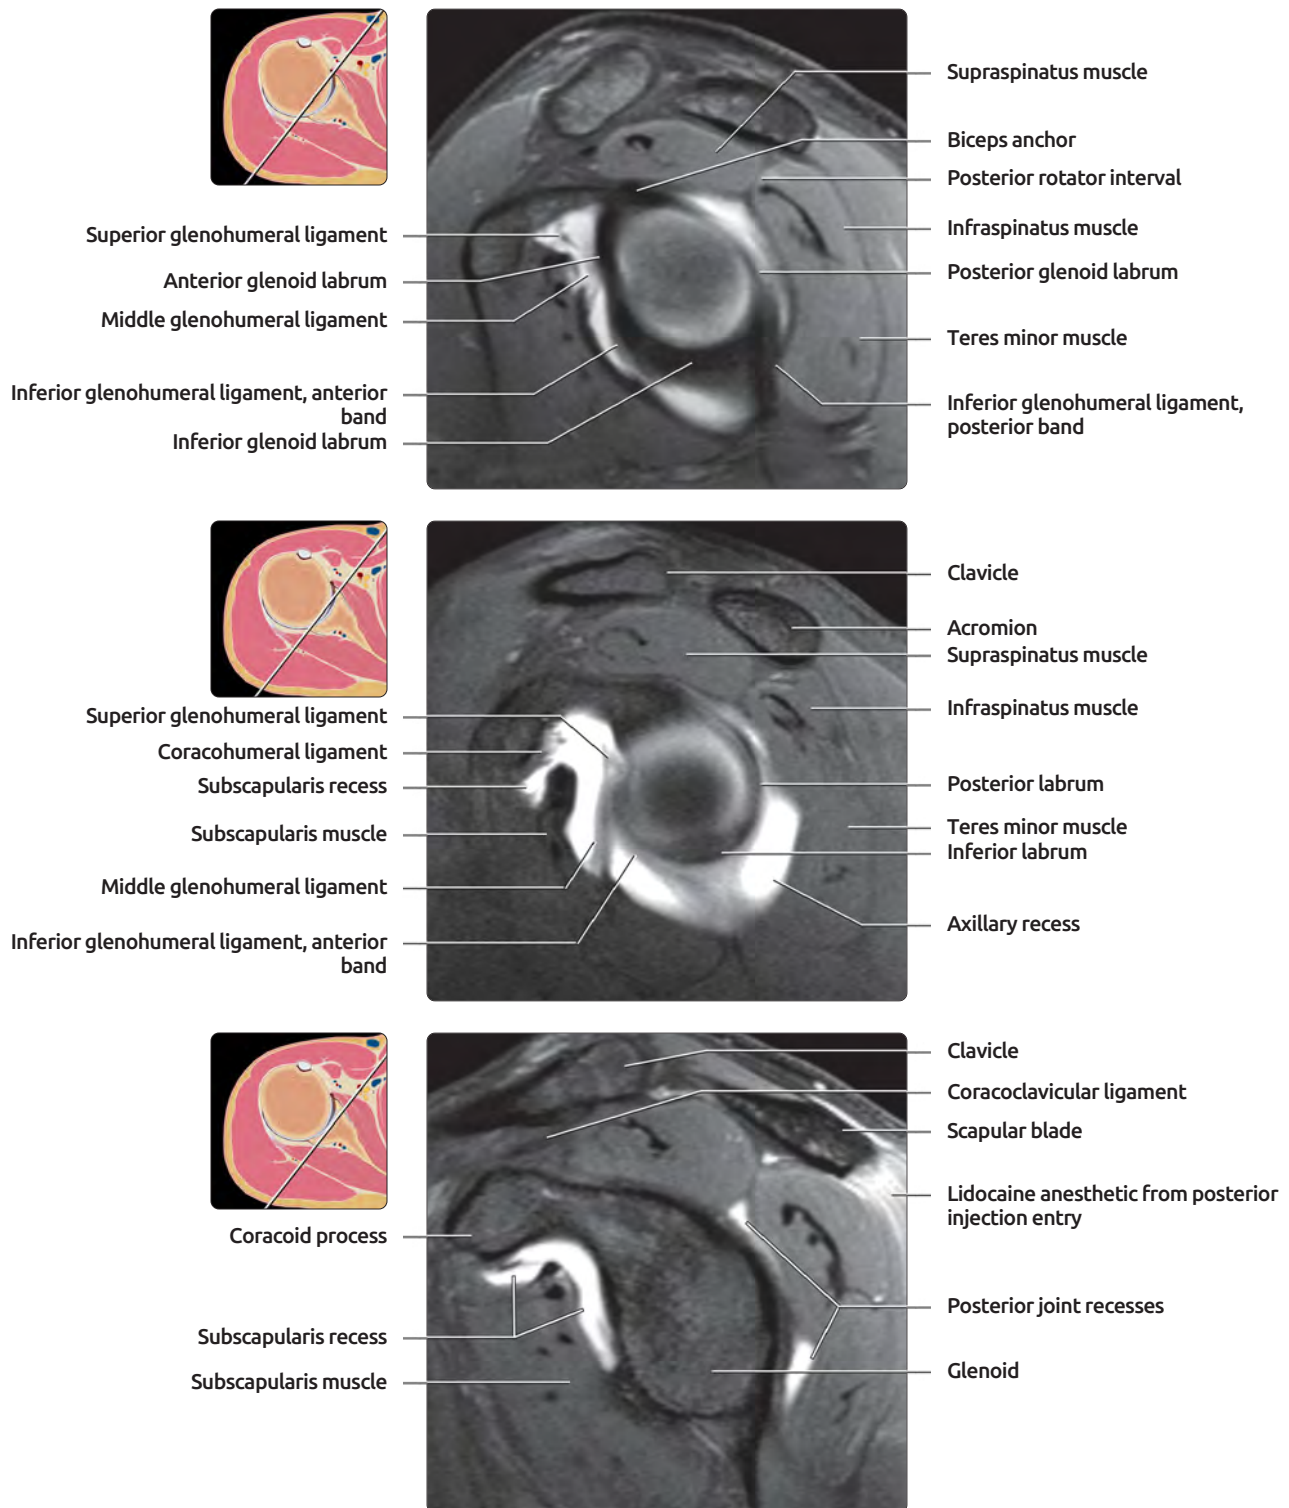 Supraspinatus muscle
Biceps anchor
Posterior rotator interval
Superior glenohumeral ligament
Infraspinatus muscle
Anterior glenoid labrum
Posterior glenoid labrum
Middle glenohumeral ligament
Teres minor muscle
Inferior glenohumeral ligament, anterior
band
Inferior glenohumeral ligament,
posterior band
Inferior glenoid labrum
Clavicle
Acromion
Supraspinatus muscle
Superior glenohumeral ligament
Infraspinatus muscle
Coracohumeral ligament
Subscapularis recess
Posterior labrum
Subscapularis muscle
Teres minor muscle
Inferior labrum
Middle glenohumeral ligament
Axillary recess
Inferior glenohumeral ligament, anterior
band
Clavicle
Coracoclavicular ligament
Scapular blade
Lidocaine anesthetic from posterior
injection entry
Coracoid process
Posterior joint recesses
Subscapularis recess
Glenoid
Subscapularis muscle